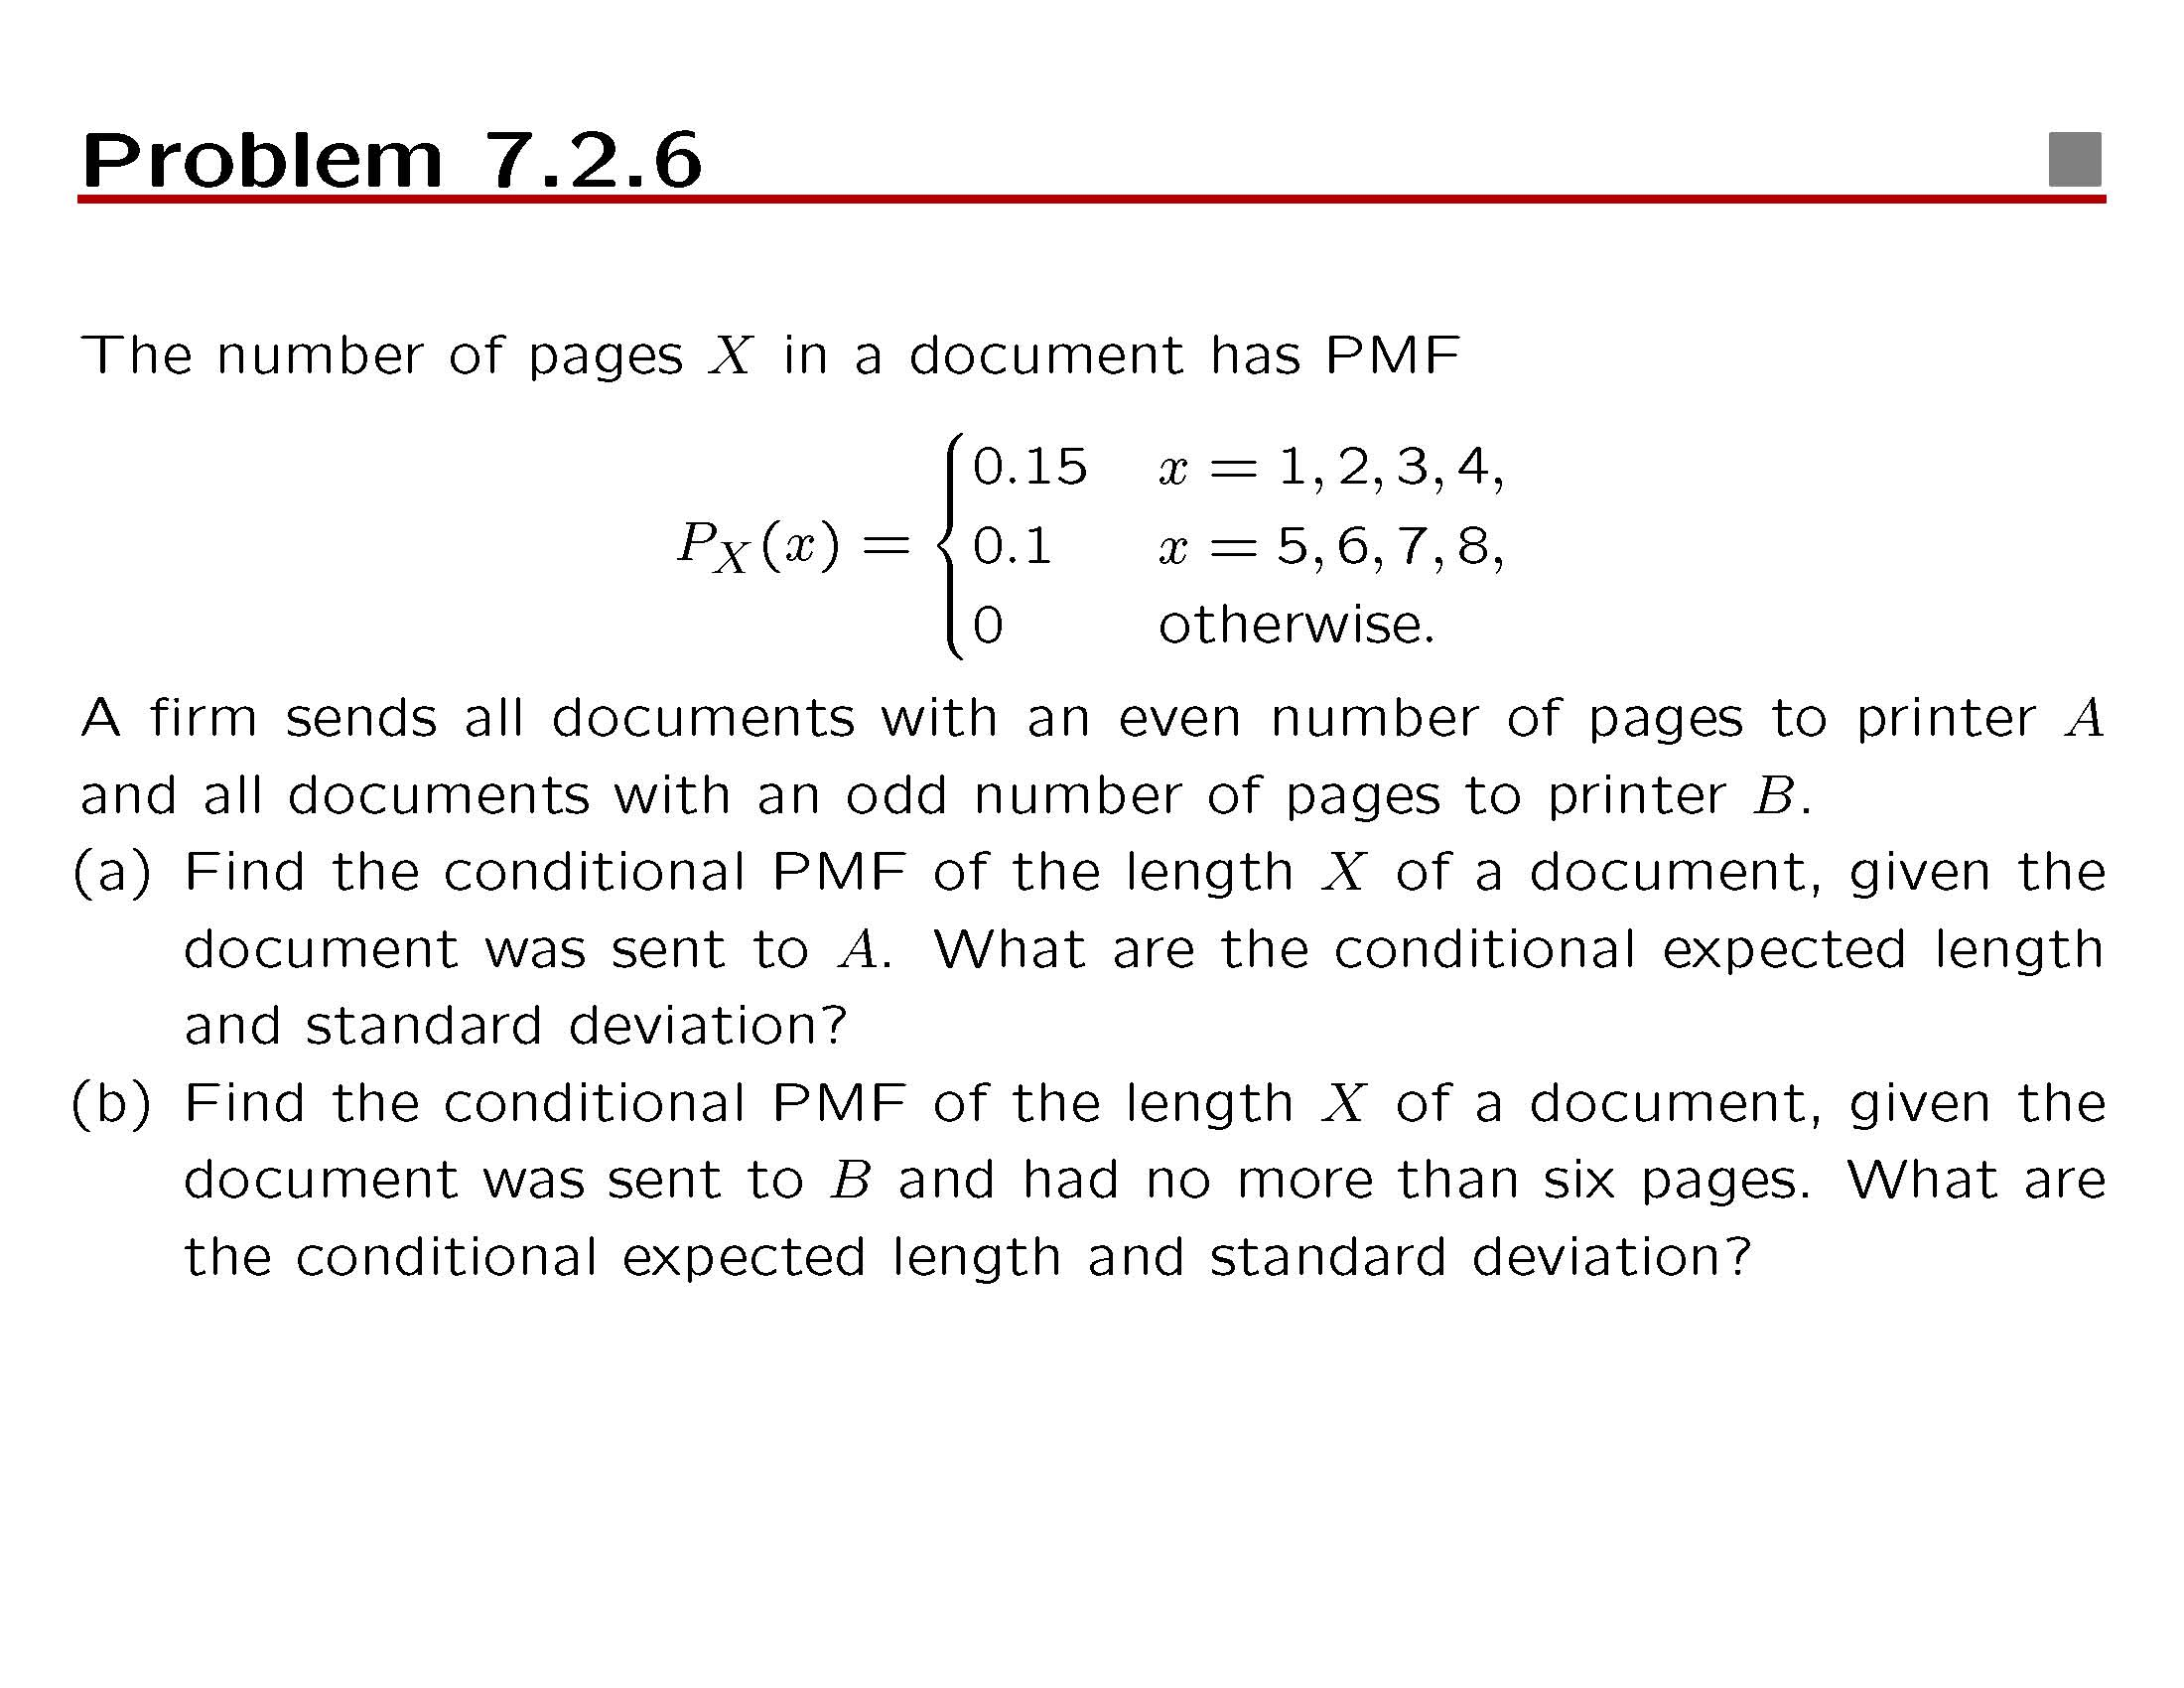 Problem 7.2.6
The number of pages X in a document has PMF
P_X(x) = { 0.15 x = 1, 2, 3, 4,
0.1 x = 5, 6, 7, 8,
0 otherwise.
A firm sends all documents with an even number of pages to printer A
and all documents with an odd number of pages to printer B.
(a) Find the conditional PMF of the length X of a document, given the
document was sent to A. What are the conditional expected length
and standard deviation?
(b) Find the conditional PMF of the length X of a document, given the
document was sent to B and had no more than six pages. What are
the conditional expected length and standard deviation?